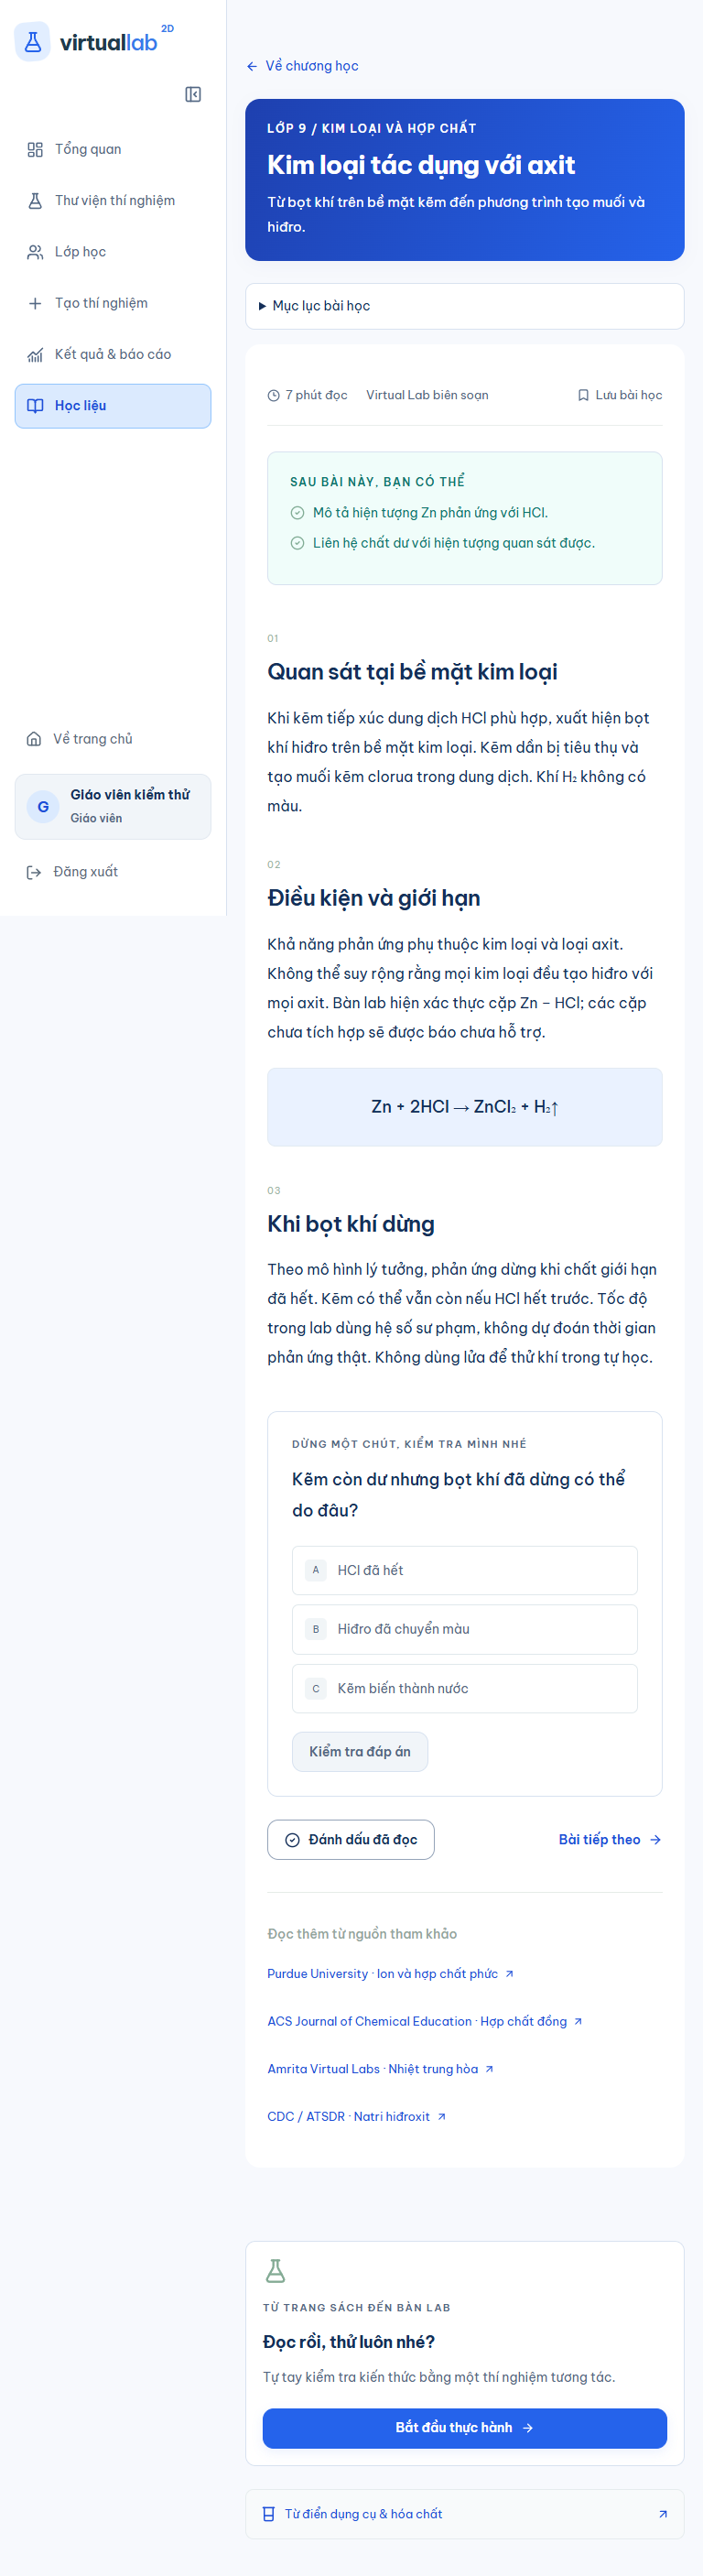 virtuallab 2D
Tổng quan
Thư viện thí nghiệm
Lớp học
Tạo thí nghiệm
Kết quả & báo cáo
Học liệu
Về trang chủ
G
Giáo viên kiểm thử
Giáo viên
Đăng xuất
Về chương học
LỚP 9 / KIM LOẠI VÀ HỢP CHẤT
Kim loại tác dụng với axit
Từ bọt khí trên bề mặt kẽm đến phương trình tạo muối và
hiđro.
Mục lục bài học
7 phút đọc
Virtual Lab biên soạn
Lưu bài học
SAU BÀI NÀY, BẠN CÓ THỂ
Mô tả hiện tượng Zn phản ứng với HCl.
Liên hệ chất dư với hiện tượng quan sát được.
01
Quan sát tại bề mặt kim loại
Khi kẽm tiếp xúc dung dịch HCl phù hợp, xuất hiện bọt
khí hiđro trên bề mặt kim loại. Kẽm dần bị tiêu thụ và
tạo muối kẽm clorua trong dung dịch. Khí H₂ không có
màu.
02
Điều kiện và giới hạn
Khả năng phản ứng phụ thuộc kim loại và loại axit.
Không thể suy rộng rằng mọi kim loại đều tạo hiđro với
mọi axit. Bàn lab hiện xác thực cặp Zn – HCl; các cặp
chưa tích hợp sẽ được báo chưa hỗ trợ.
Zn + 2HCl → ZnCl₂ + H₂↑
03
Khi bọt khí dừng
Theo mô hình lý tưởng, phản ứng dừng khi chất giới hạn
đã hết. Kẽm có thể vẫn còn nếu HCl hết trước. Tốc độ
trong lab dùng hệ số sư phạm, không dự đoán thời gian
phản ứng thật. Không dùng lửa để thử khí trong tự học.
DỪNG MỘT CHÚT, KIỂM TRA MÌNH NHÉ
Kẽm còn dư nhưng bọt khí đã dừng có thể
do đâu?
A HCl đã hết
B Hiđro đã chuyển màu
C Kẽm biến thành nước
Kiểm tra đáp án
Đánh dấu đã đọc
Bài tiếp theo
Đọc thêm từ nguồn tham khảo
Purdue University · Ion và hợp chất phức
ACS Journal of Chemical Education · Hợp chất đồng
Amrita Virtual Labs · Nhiệt trung hòa
CDC / ATSDR · Natri hiđroxit
TỪ TRANG SÁCH ĐẾN BÀN LAB
Đọc rồi, thử luôn nhé?
Tự tay kiểm tra kiến thức bằng một thí nghiệm tương tác.
Bắt đầu thực hành
Từ điển dụng cụ & hóa chất